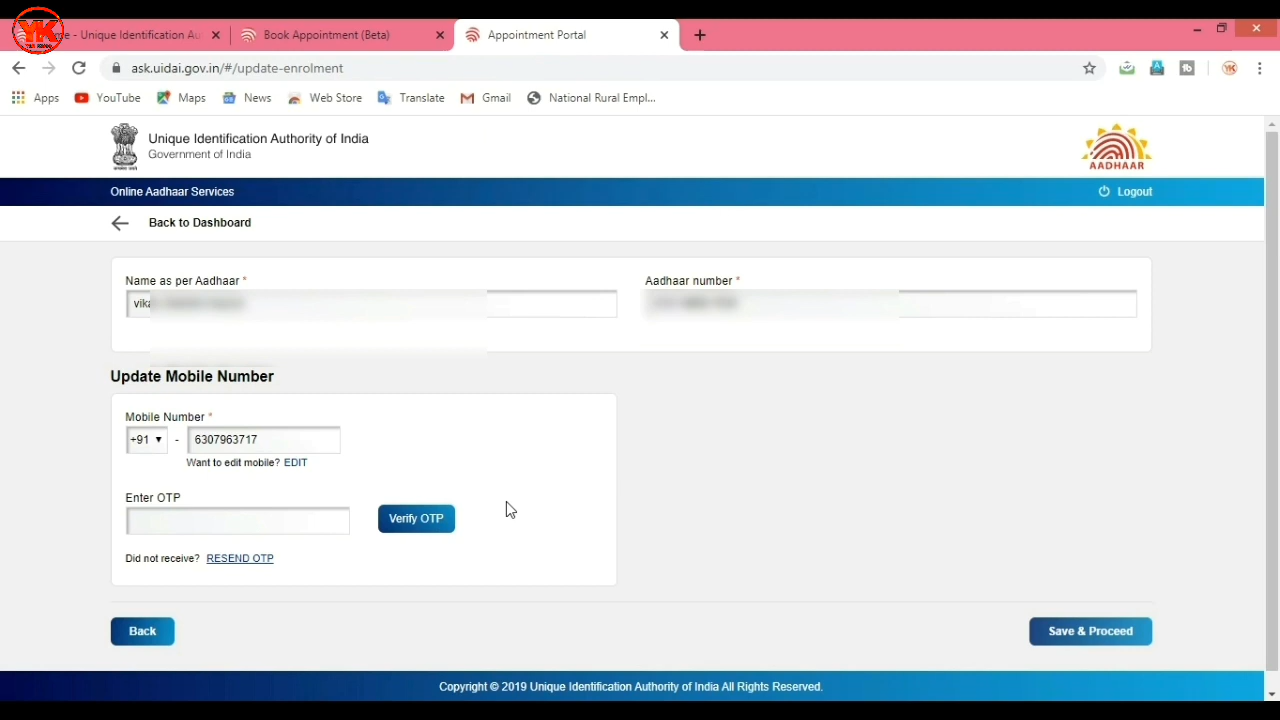 YK
e - Unique Identification Au
Book Appointment (Beta)
Appointment Portal
ask.uidai.gov.in/#/update-enrolment
YK
Apps
YouTube
Maps
News
Web Store
Translate
Gmail
National Rural Empl...
Unique Identification Authority of India
Government of India
AADHAAR
Online Aadhaar Services
Logout
Back to Dashboard
Name as per Aadhaar *
Aadhaar number *
vika
Update Mobile Number
Mobile Number *
+91 - 6307963717
Want to edit mobile? EDIT
Enter OTP
Verify OTP
Did not receive? RESEND OTP
Back
Save & Proceed
Copyright © 2019 Unique Identification Authority of India All Rights Reserved.